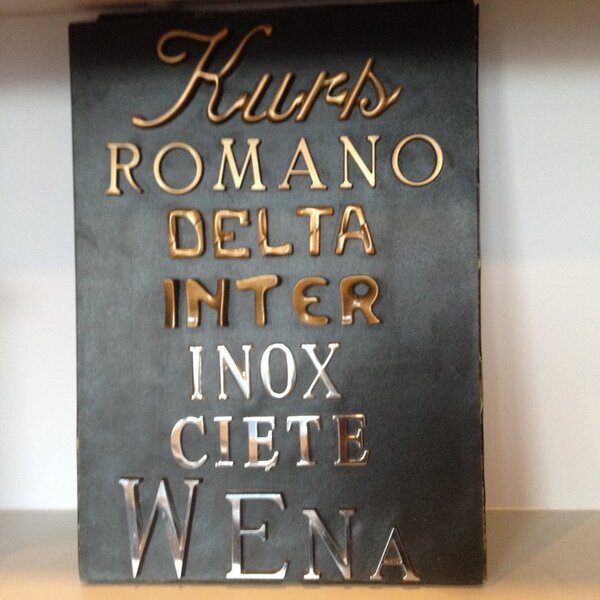 Kurs
ROMANO
DELTA
INTER
INOX
CIETE
WENA